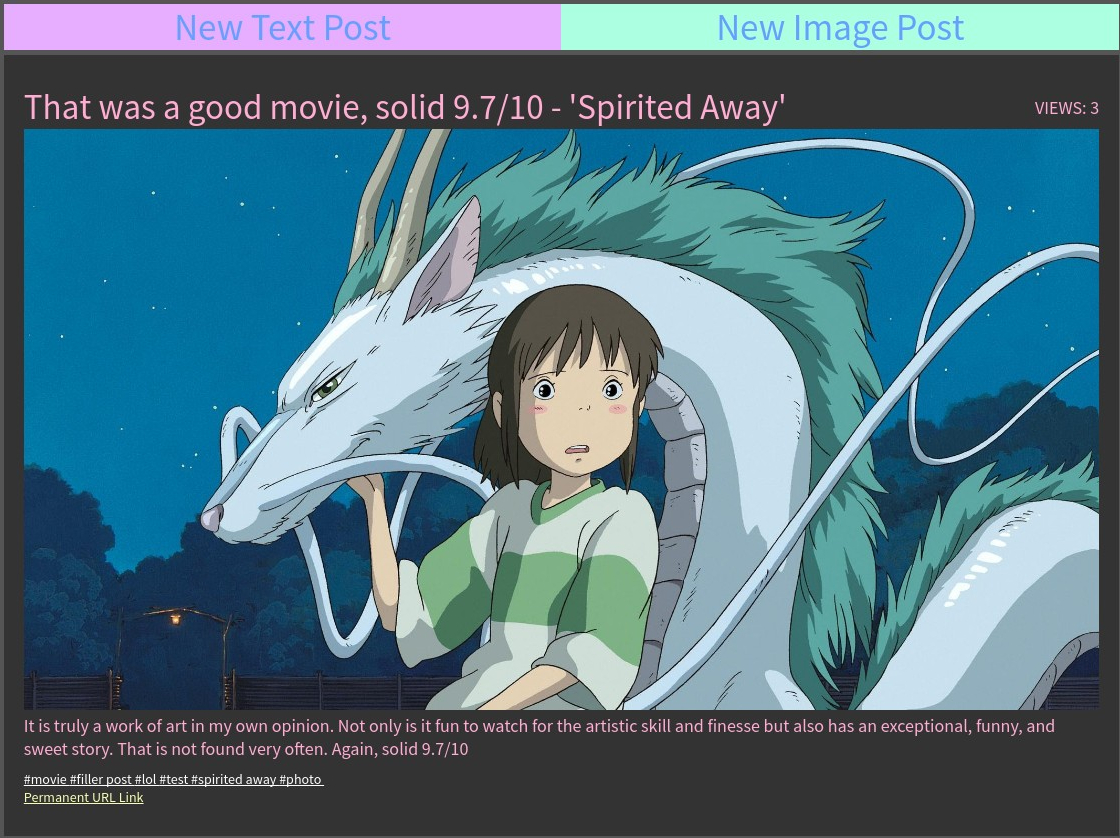 New Text Post
New Image Post
That was a good movie, solid 9.7/10 - 'Spirited Away'
VIEWS: 3
It is truly a work of art in my own opinion. Not only is it fun to watch for the artistic skill and finesse but also has an exceptional, funny, and
sweet story. That is not found very often. Again, solid 9.7/10
#movie #filler post #lol #test #spirited away #photo
Permanent URL Link